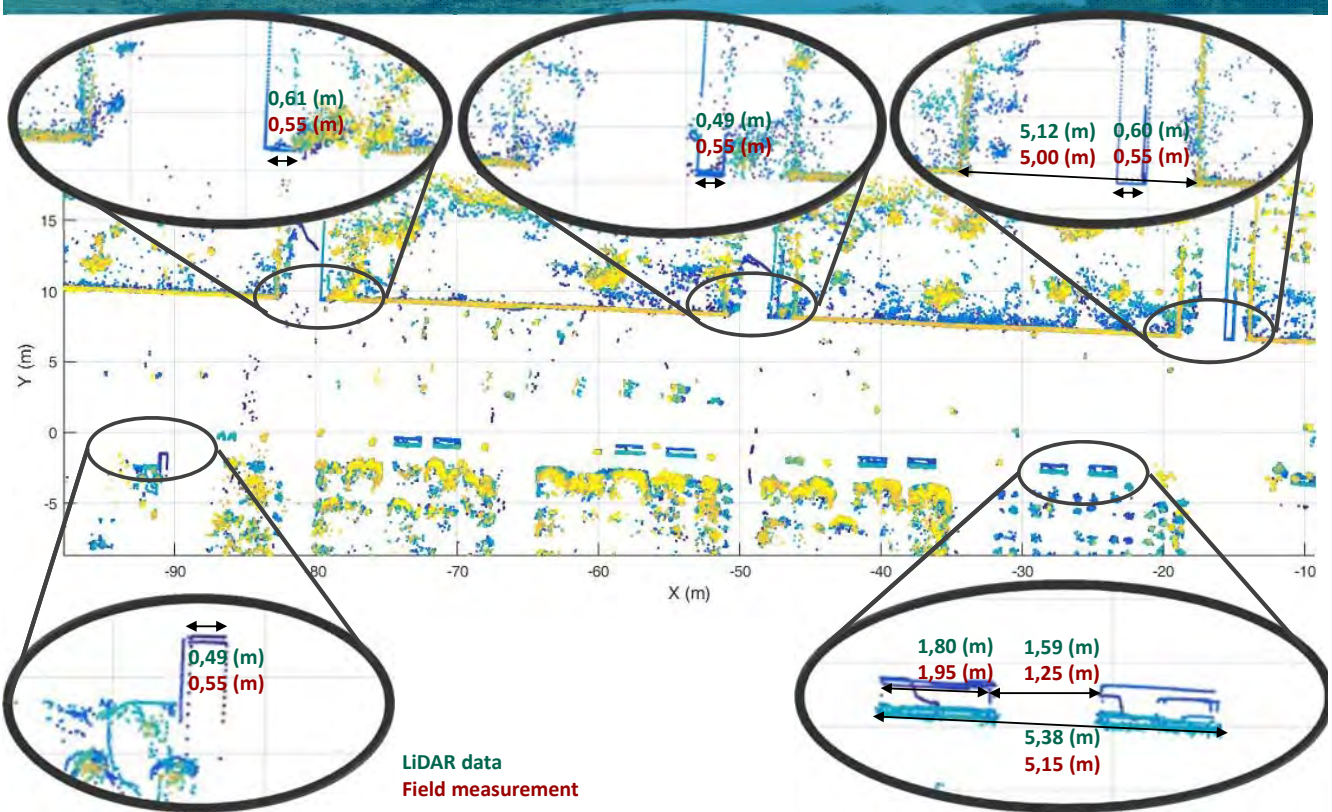 0,61 (m)
0,55 (m)
0,49 (m)
0,55 (m)
5,12 (m) 0,60 (m)
5,00 (m) 0,55 (m)
15
10
5
0
-5
Y (m)
-90 -80 -70 -60 -50 -40 -30 -20 -10
X (m)
0,49 (m)
0,55 (m)
1,80 (m) 1,59 (m)
1,95 (m) 1,25 (m)
5,38 (m)
5,15 (m)
LiDAR data
Field measurement